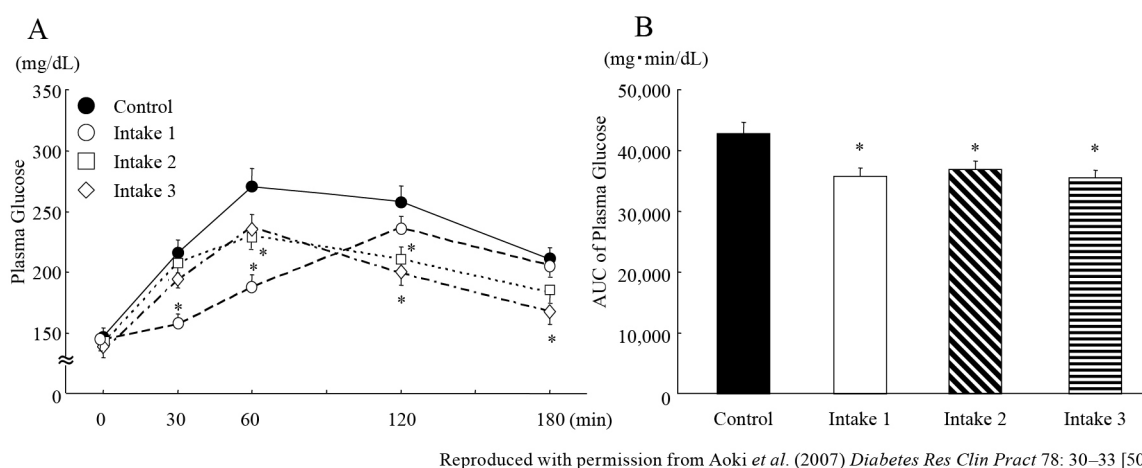 A
(mg/dL)
Plasma Glucose
350
300
250
200
150
0
Control
Intake 1
Intake 2
Intake 3
*
*
*
*
*
*
0 30 60 120 180 (min)
B
(mg·min/dL)
AUC of Plasma Glucose
50,000
40,000
30,000
20,000
10,000
0
* * *
Control Intake 1 Intake 2 Intake 3
Reproduced with permission from Aoki et al. (2007) Diabetes Res Clin Pract 78: 30–33 [50